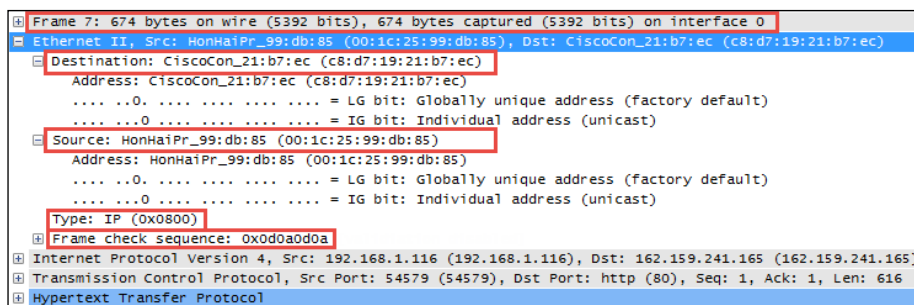 Frame 7: 674 bytes on wire (5392 bits), 674 bytes captured (5392 bits) on interface 0
Ethernet II, Src: HonHaiPr_99:db:85 (00:1c:25:99:db:85), Dst: CiscoCon_21:b7:ec (c8:d7:19:21:b7:ec)
Destination: CiscoCon_21:b7:ec (c8:d7:19:21:b7:ec)
Address: CiscoCon_21:b7:ec (c8:d7:19:21:b7:ec)
.... ..0. .... .... .... .... = LG bit: Globally unique address (factory default)
.... ...0 .... .... .... .... = IG bit: Individual address (unicast)
Source: HonHaiPr_99:db:85 (00:1c:25:99:db:85)
Address: HonHaiPr_99:db:85 (00:1c:25:99:db:85)
.... ..0. .... .... .... .... = LG bit: Globally unique address (factory default)
.... ...0 .... .... .... .... = IG bit: Individual address (unicast)
Type: IP (0x0800)
Frame check sequence: 0x0d0a0d0a
Internet Protocol Version 4, Src: 192.168.1.116 (192.168.1.116), Dst: 162.159.241.165 (162.159.241.165)
Transmission Control Protocol, Src Port: 54579 (54579), Dst Port: http (80), Seq: 1, Ack: 1, Len: 616
Hypertext Transfer Protocol